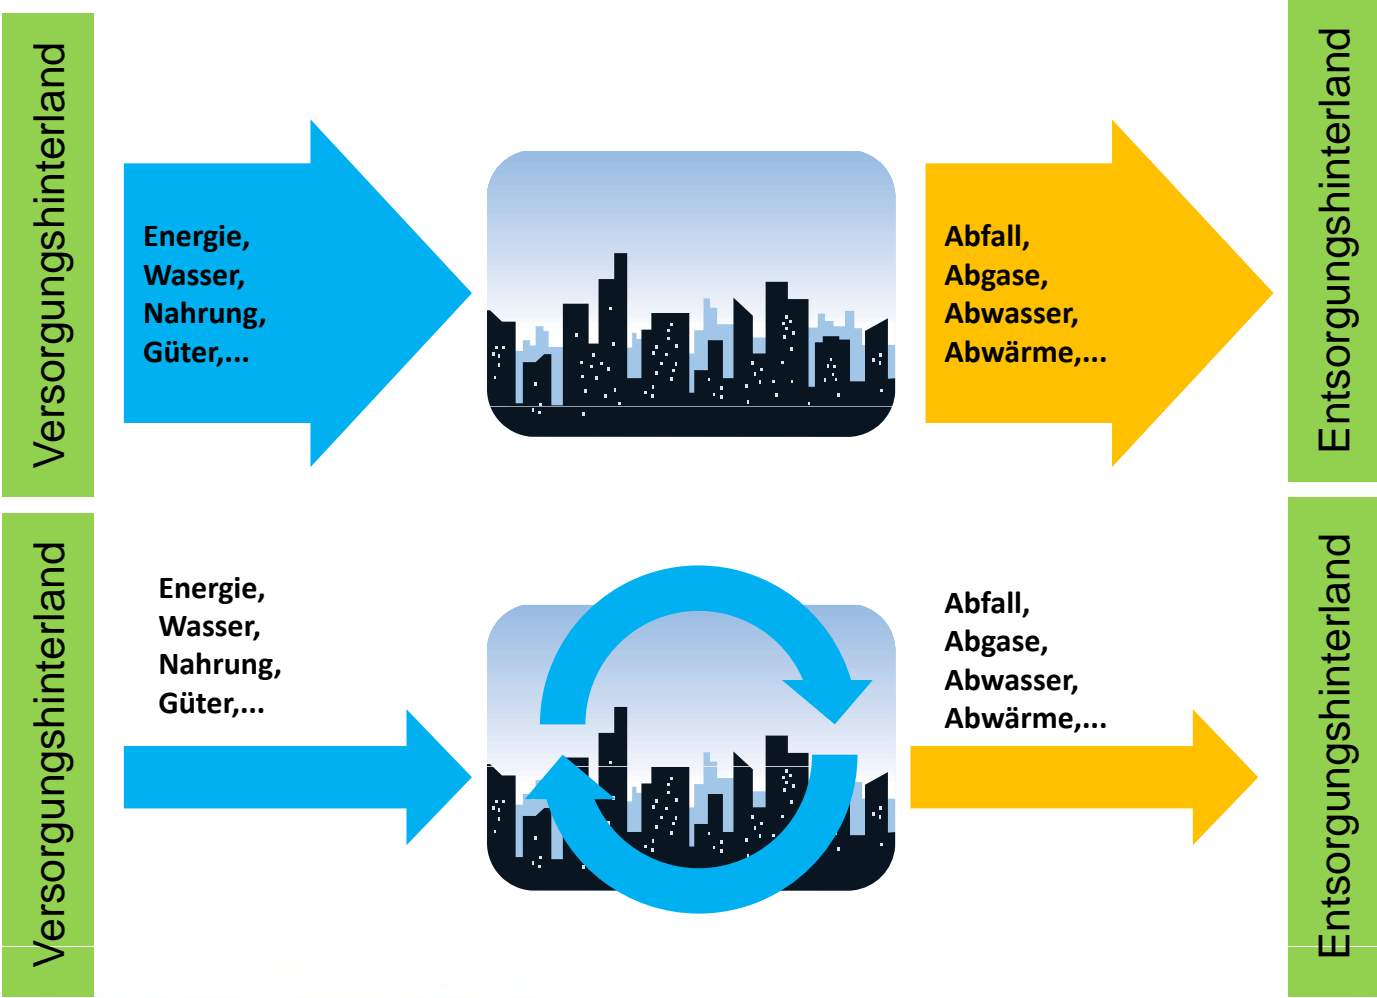 Versorgungshinterland
Energie,
Wasser,
Nahrung,
Güter,...
Abfall,
Abgase,
Abwasser,
Abwärme,...
Entsorgungshinterland
Versorgungshinterland
Energie,
Wasser,
Nahrung,
Güter,...
Abfall,
Abgase,
Abwasser,
Abwärme,...
Entsorgungshinterland